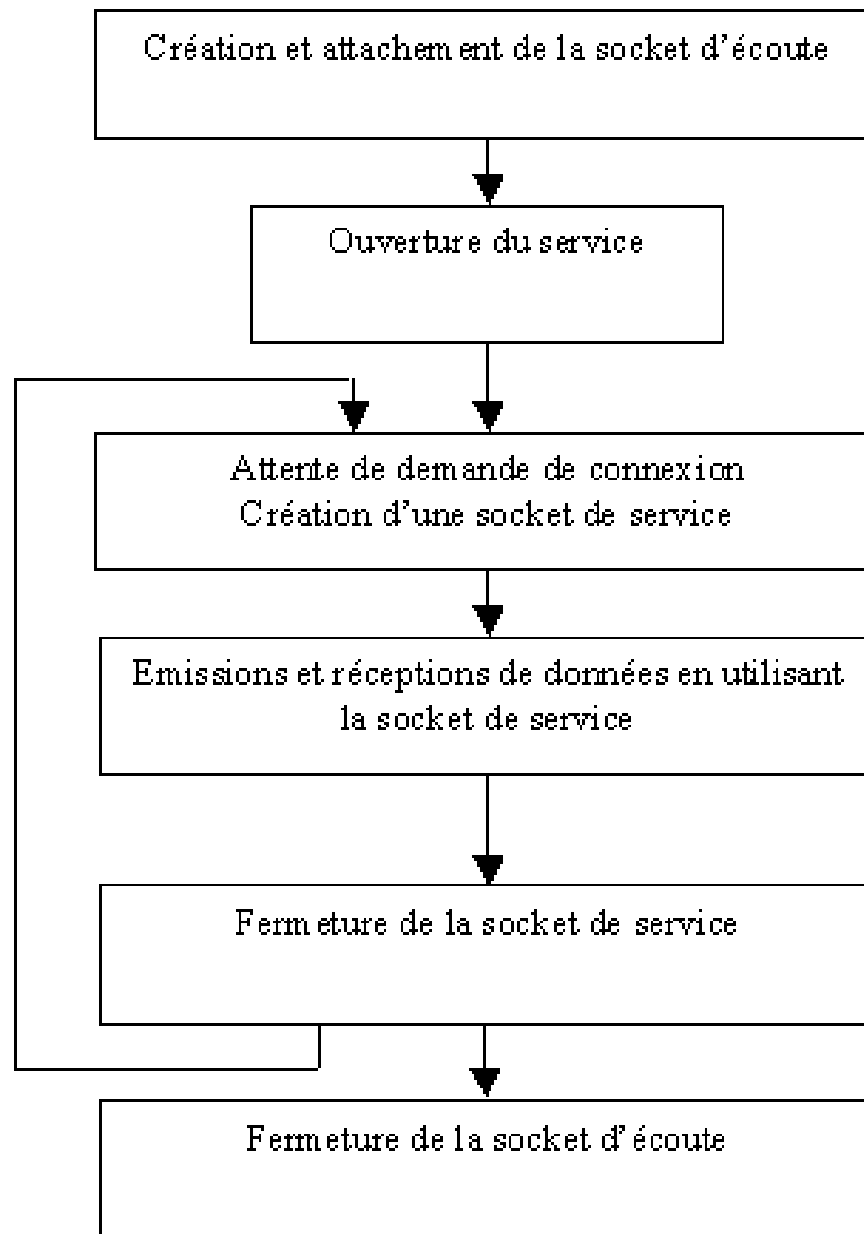 Création et attachement de la socket d'écoute
Ouverture du service
Attente de demande de connexion
Création d'une socket de service
Emissions et réceptions de données en utilisant
la socket de service
Fermeture de la socket de service
Fermeture de la socket d'écoute